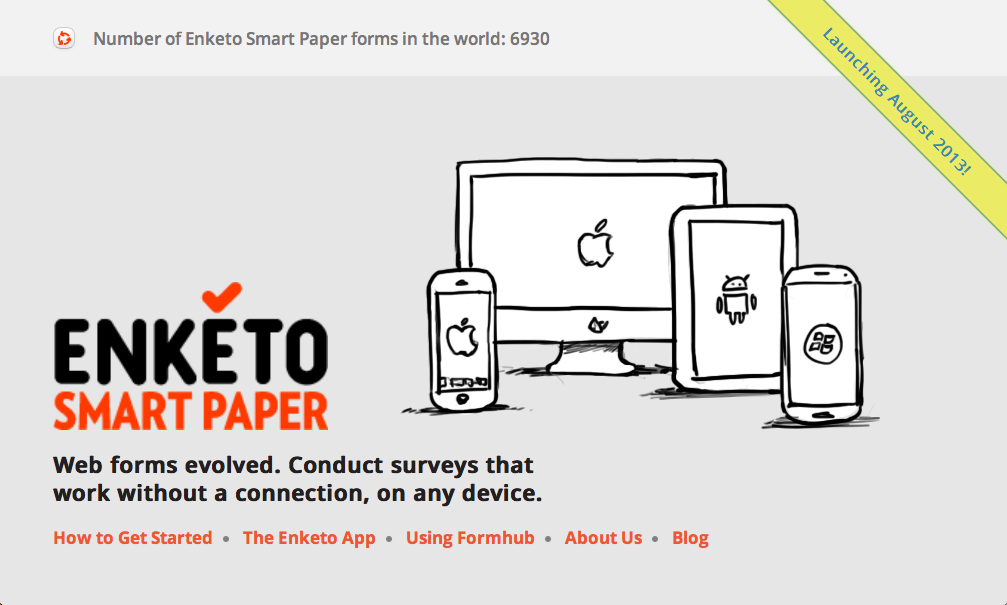 Number of Enketo Smart Paper forms in the world: 6930
Launching August 2013!
ENKETO
SMART PAPER
Web forms evolved. Conduct surveys that
work without a connection, on any device.
How to Get Started • The Enketo App • Using Formhub • About Us • Blog